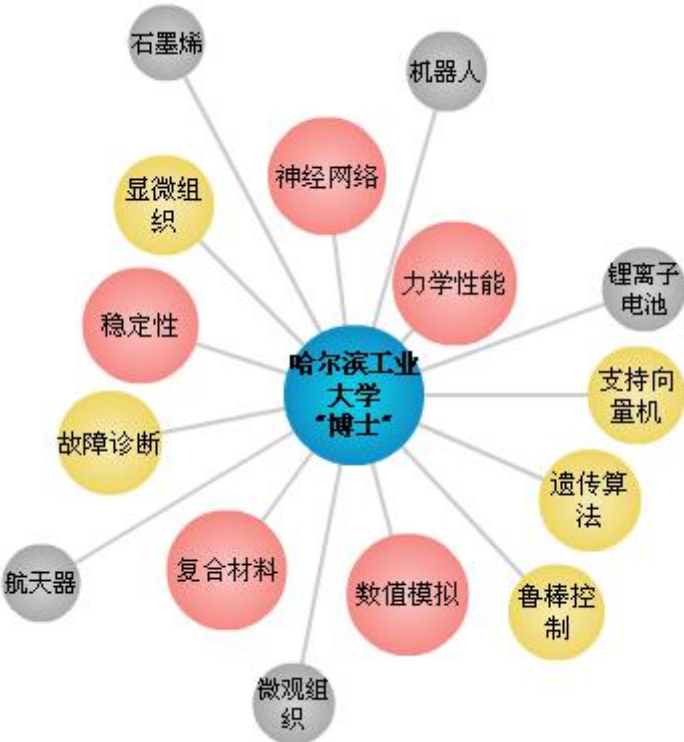 石墨烯
机器人
神经网络
显微组
织
力学性能
锂离子
电池
稳定性
哈尔滨工业
大学
"博士"
支持向
量机
故障诊断
遗传算
法
航天器
复合材料
数值模拟
鲁棒控
制
微观组
织